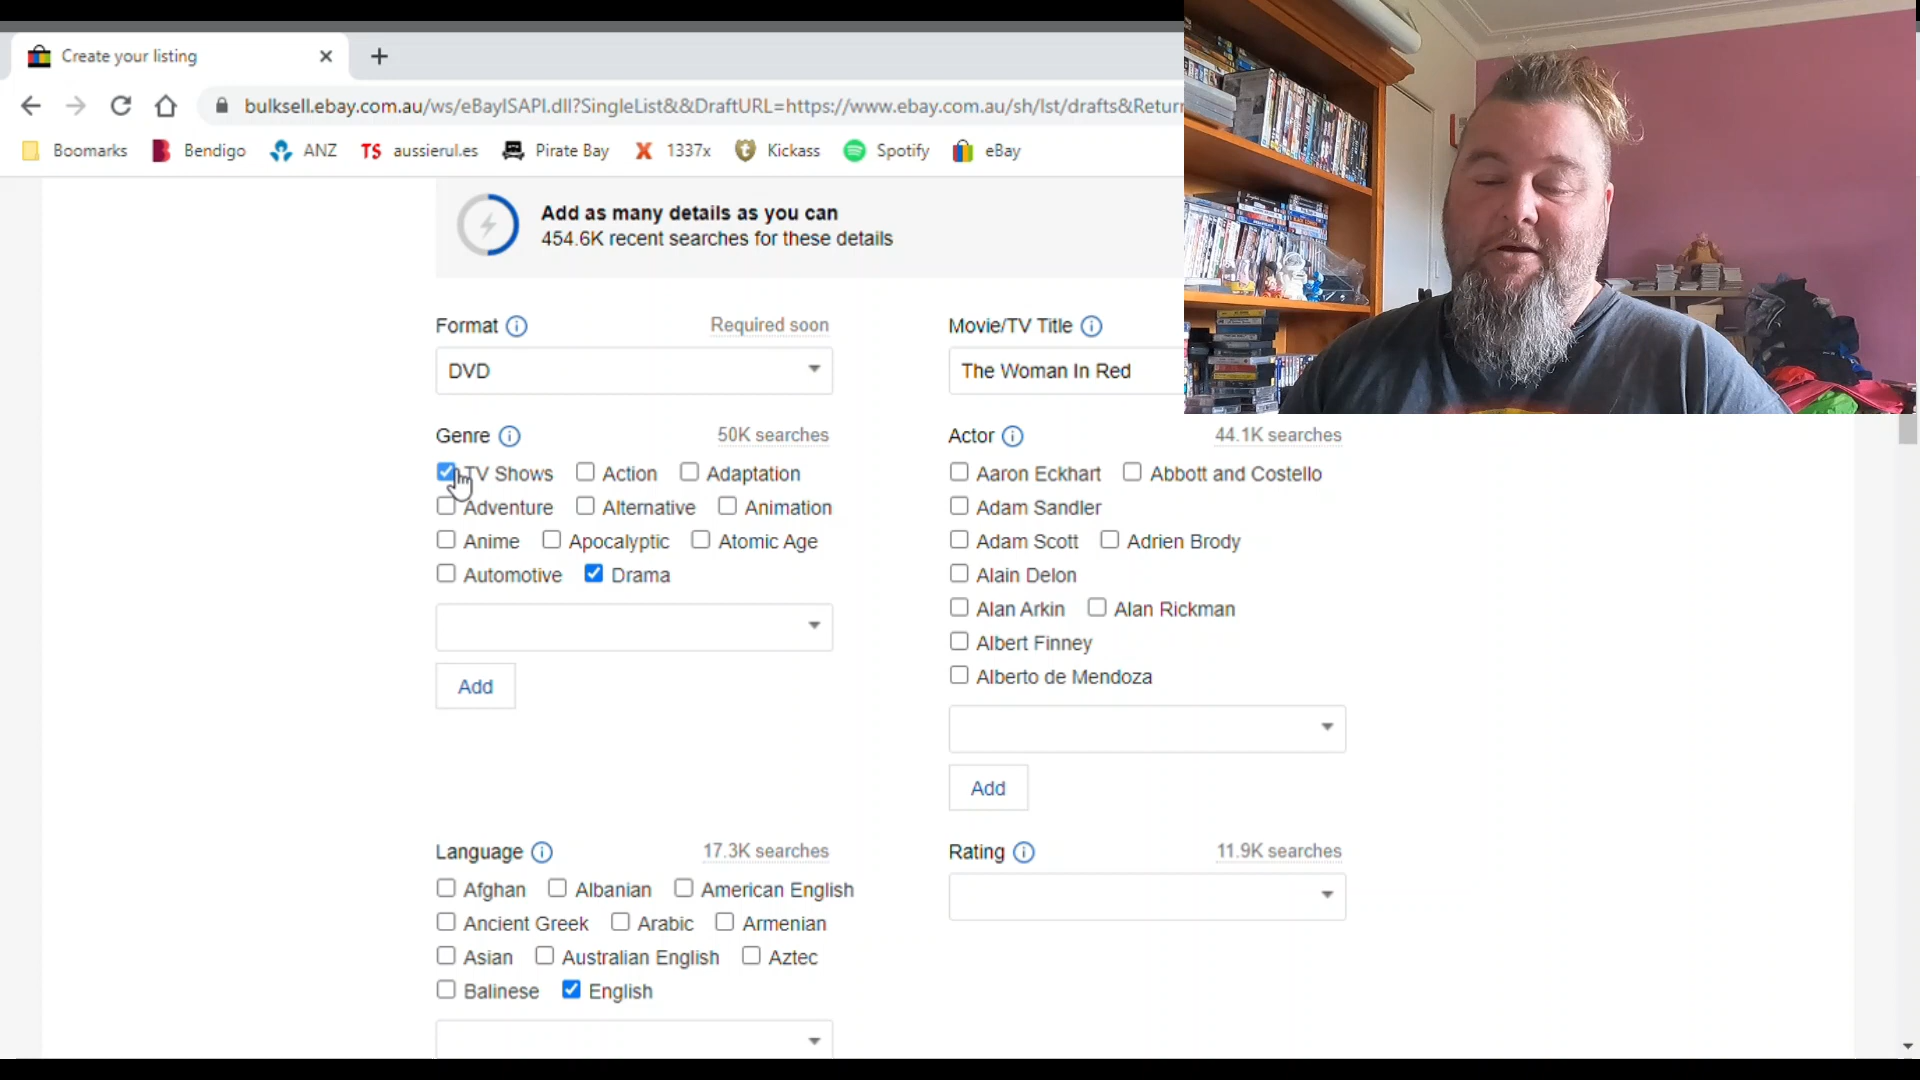 Create your listing
bulksell.ebay.com.au/ws/eBayISAPI.dll?SingleList&&DraftURL=https://www.ebay.com.au/sh/lst/drafts&Return
Boomarks Bendigo ANZ TS aussierul.es Pirate Bay 1337x Kickass Spotify eBay
Add as many details as you can
454.6K recent searches for these details
Format Required soon Movie/TV Title
DVD The Woman In Red
Genre 50K searches Actor 44.1K searches
TV Shows Action Adaptation Aaron Eckhart Abbott and Costello
Adventure Alternative Animation Adam Sandler
Anime Apocalyptic Atomic Age Adam Scott Adrien Brody
Automotive Drama Alain Delon
Alan Arkin Alan Rickman
Albert Finney
Add Alberto de Mendoza
Add
Language 17.3K searches Rating 11.9K searches
Afghan Albanian American English
Ancient Greek Arabic Armenian
Asian Australian English Aztec
Balinese English